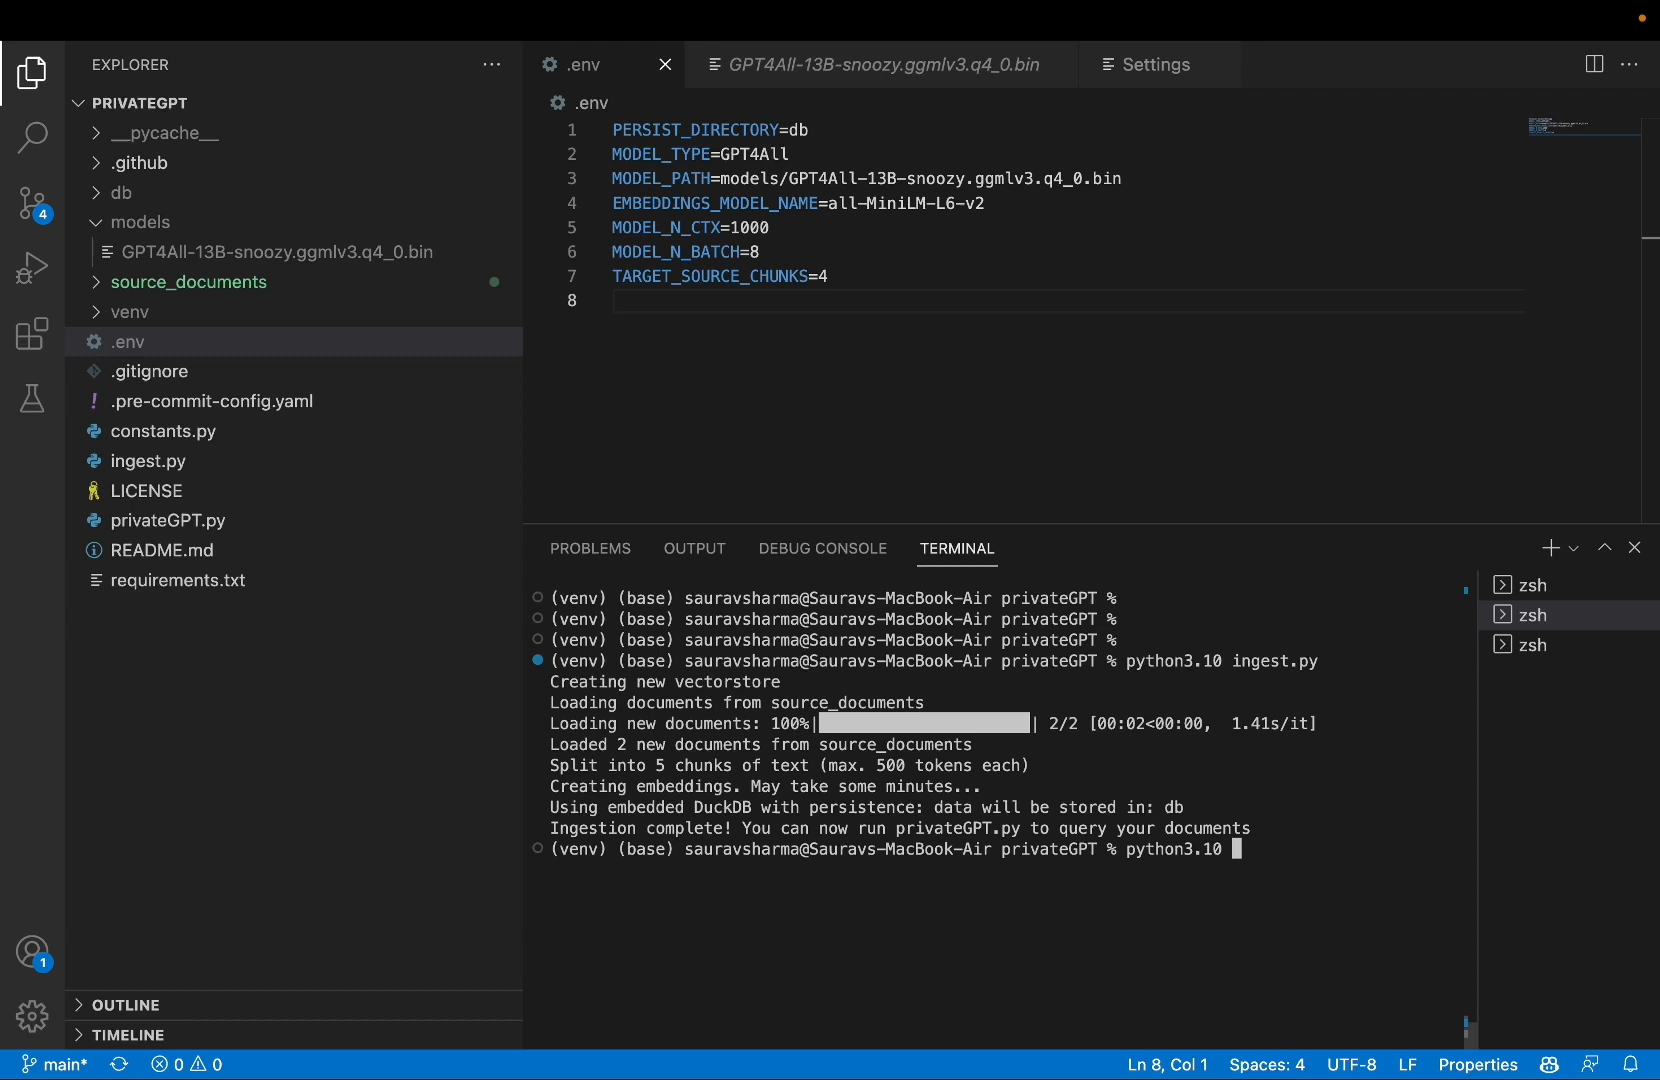 EXPLORER
PRIVATEGPT
__pycache__
.github
db
models
GPT4All-13B-snoozy.ggmlv3.q4_0.bin
source_documents
venv
.env
.gitignore
.pre-commit-config.yaml
constants.py
ingest.py
LICENSE
privateGPT.py
README.md
requirements.txt
OUTLINE
TIMELINE
4
1
.env
GPT4All-13B-snoozy.ggmlv3.q4_0.bin
Settings
.env
1 PERSIST_DIRECTORY=db
2 MODEL_TYPE=GPT4All
3 MODEL_PATH=models/GPT4All-13B-snoozy.ggmlv3.q4_0.bin
4 EMBEDDINGS_MODEL_NAME=all-MiniLM-L6-v2
5 MODEL_N_CTX=1000
6 MODEL_N_BATCH=8
7 TARGET_SOURCE_CHUNKS=4
8
PROBLEMS OUTPUT DEBUG CONSOLE TERMINAL
(venv) (base) sauravsharma@Sauravs-MacBook-Air privateGPT %
(venv) (base) sauravsharma@Sauravs-MacBook-Air privateGPT %
(venv) (base) sauravsharma@Sauravs-MacBook-Air privateGPT %
(venv) (base) sauravsharma@Sauravs-MacBook-Air privateGPT % python3.10 ingest.py
Creating new vectorstore
Loading documents from source_documents
Loading new documents: 100%| | 2/2 [00:02<00:00, 1.41s/it]
Loaded 2 new documents from source_documents
Split into 5 chunks of text (max. 500 tokens each)
Creating embeddings. May take some minutes...
Using embedded DuckDB with persistence: data will be stored in: db
Ingestion complete! You can now run privateGPT.py to query your documents
(venv) (base) sauravsharma@Sauravs-MacBook-Air privateGPT % python3.10
zsh
zsh
zsh
main* 0 0 Ln 8, Col 1 Spaces: 4 UTF-8 LF Properties